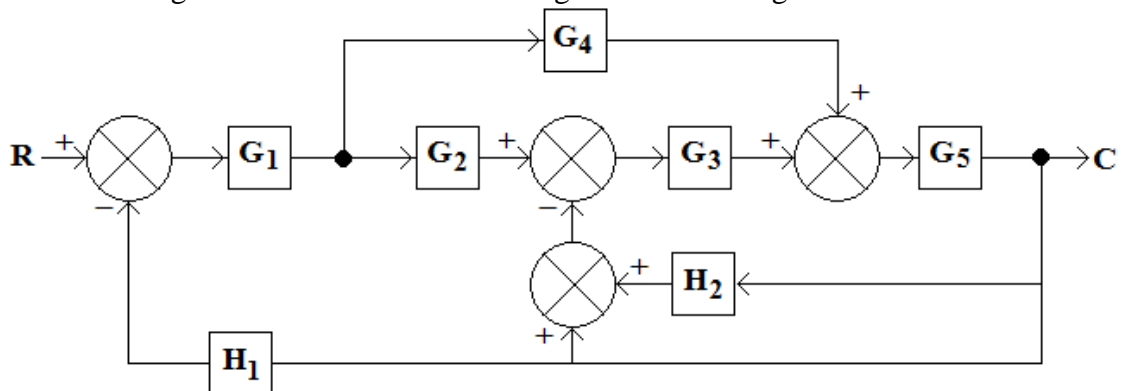 G4
+
R + G1 G2 + G3 + G5 C
− −
+ H2
+
H1